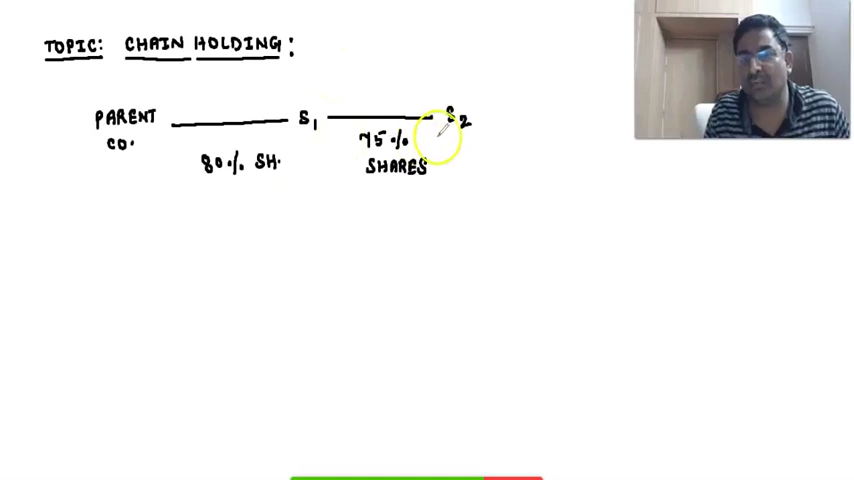 TOPIC: CHAIN HOLDING:
PARENT CO. 80% SH. S1 75% SHARES S2